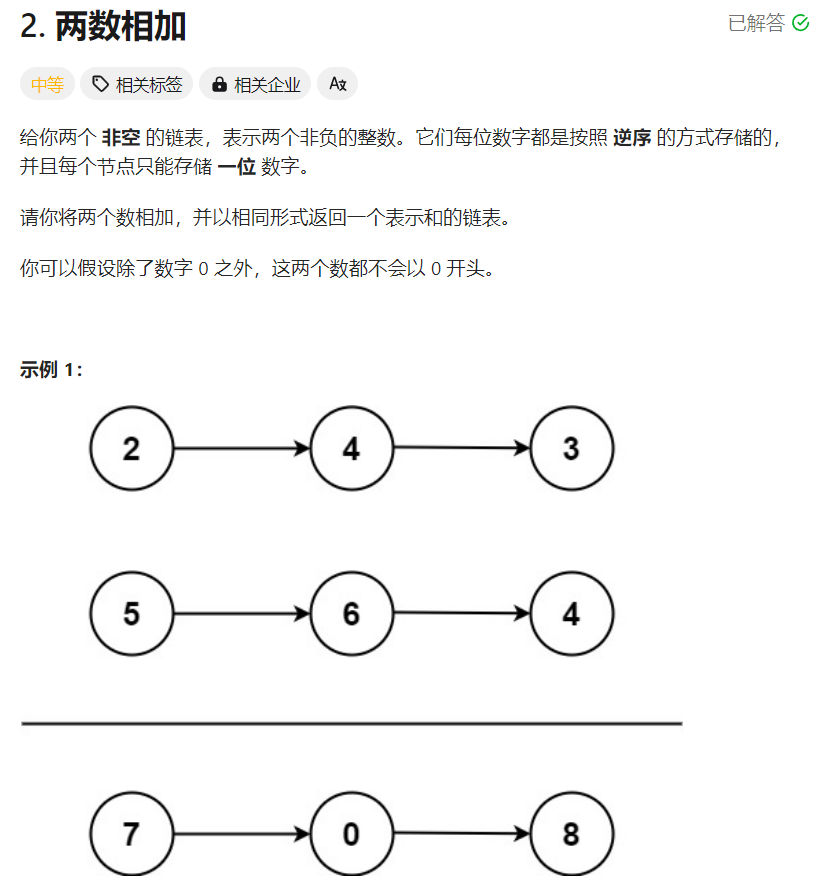 2. 两数相加
已解答
中等
相关标签
相关企业
给你两个 非空 的链表，表示两个非负的整数。它们每位数字都是按照 逆序 的方式存储的，
并且每个节点只能存储 一位 数字。
请你将两个数相加，并以相同形式返回一个表示和的链表。
你可以假设除了数字 0 之外，这两个数都不会以 0 开头。
示例 1：
2 4 3
5 6 4
7 0 8